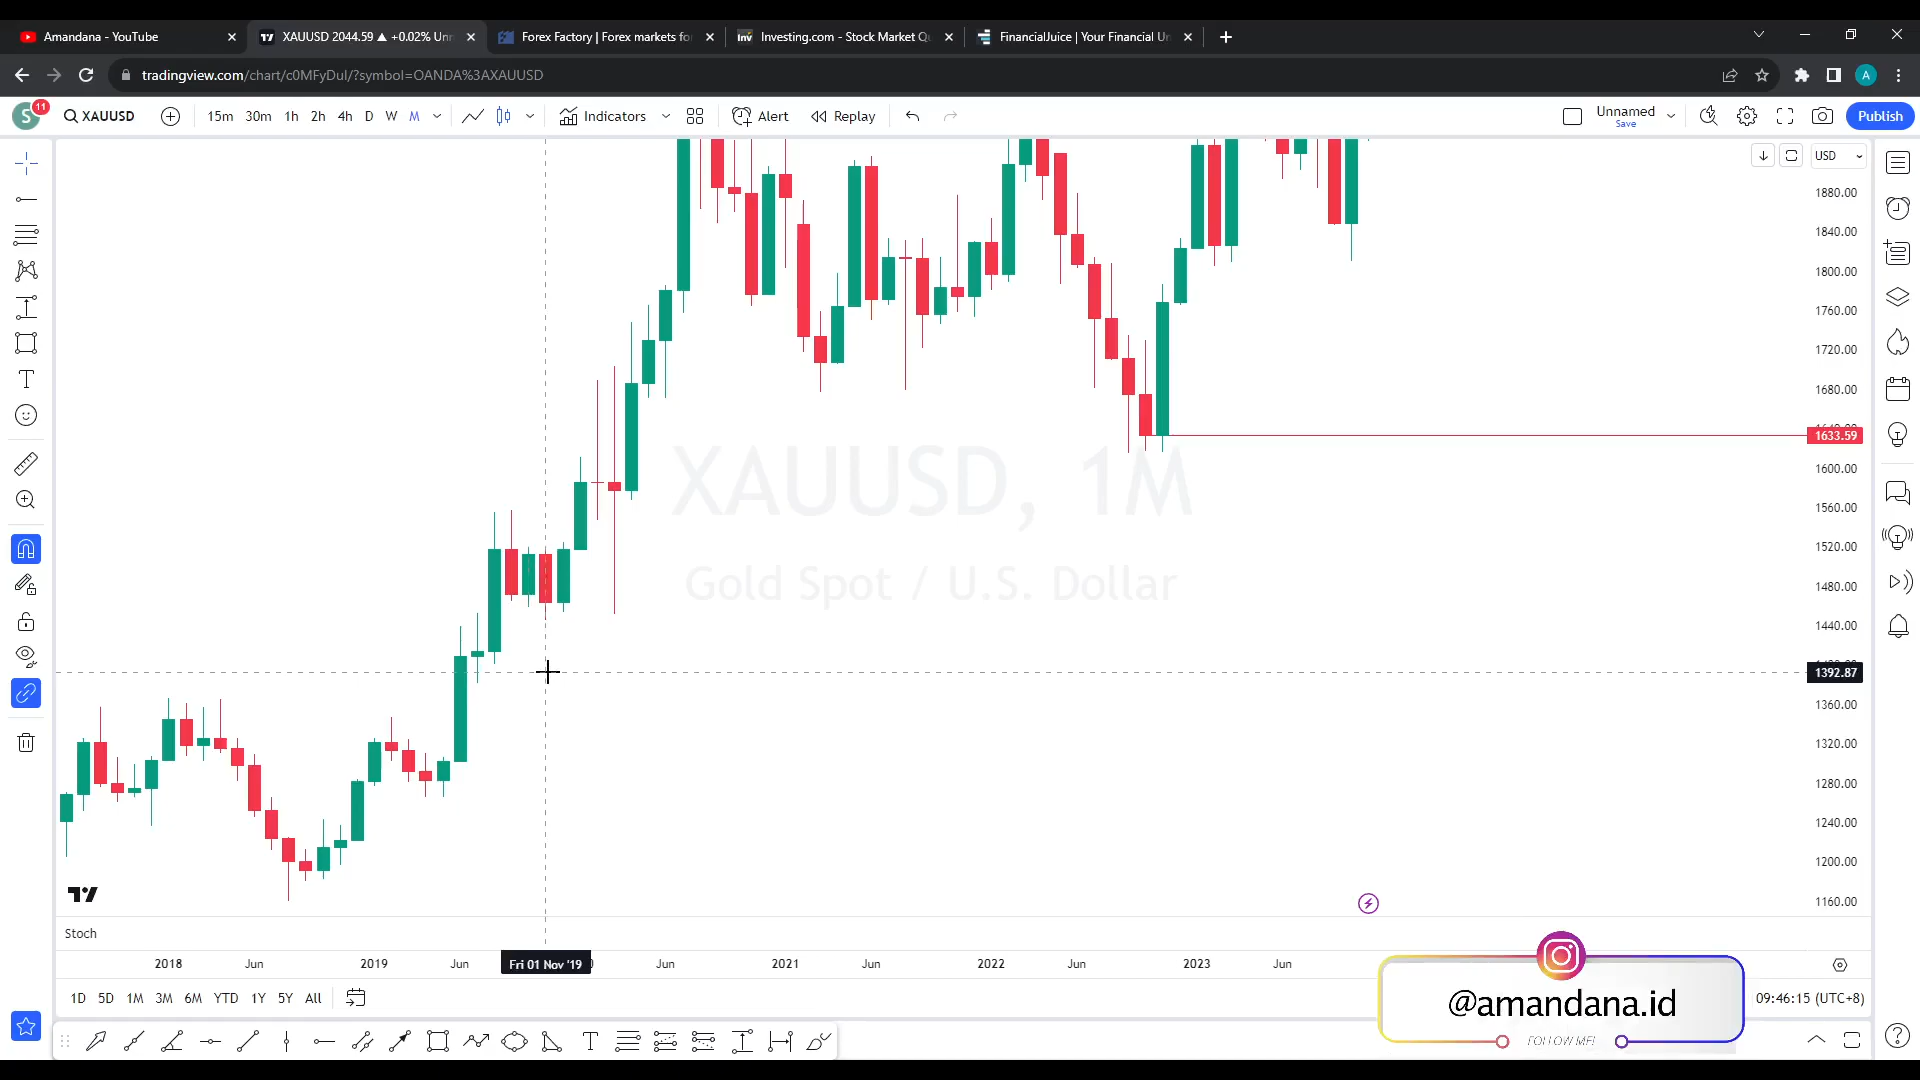 Amandana - YouTube
XAUUSD 2044.59 ▲ +0.02% Unn
Forex Factory | Forex markets for
Investing.com - Stock Market Qu
FinancialJuice | Your Financial Un
tradingview.com/chart/c0MFyDul/?symbol=OANDA%3AXAUUSD
A
S
11
XAUUSD
15m 30m 1h 2h 4h D W M
Indicators
Alert
Replay
Unnamed
Save
Publish
USD
1880.00
1840.00
1800.00
1760.00
1720.00
1680.00
1633.59
1600.00
1560.00
1520.00
1480.00
1440.00
1392.87
1360.00
1320.00
1280.00
1240.00
1200.00
1160.00
XAUUSD, 1M
Gold Spot / U.S. Dollar
Stoch
2018 Jun 2019 Jun Fri 01 Nov '19 Jun 2021 Jun 2022 Jun 2023 Jun
1D 5D 1M 3M 6M YTD 1Y 5Y All
09:46:15 (UTC+8)
@amandana.id
FOLLOW ME!